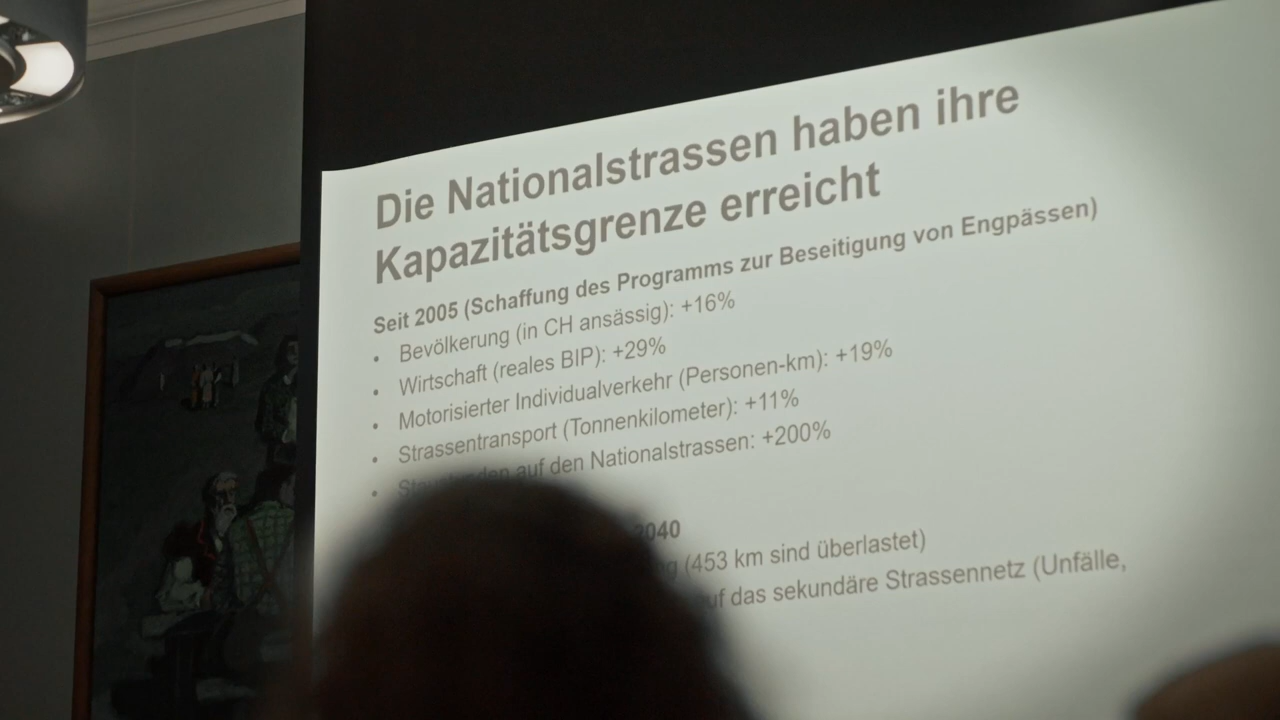 Die Nationalstrassen haben ihre
Kapazitätsgrenze erreicht
Seit 2005 (Schaffung des Programms zur Beseitigung von Engpässen)
• Bevölkerung (in CH ansässig): +16%
• Wirtschaft (reales BIP): +29%
• Motorisierter Individualverkehr (Personen-km): +19%
• Strassentransport (Tonnenkilometer): +11%
• auf den Nationalstrassen: +200%
2040
(453 km sind überlastet)
das sekundäre Strassennetz (Unfälle,